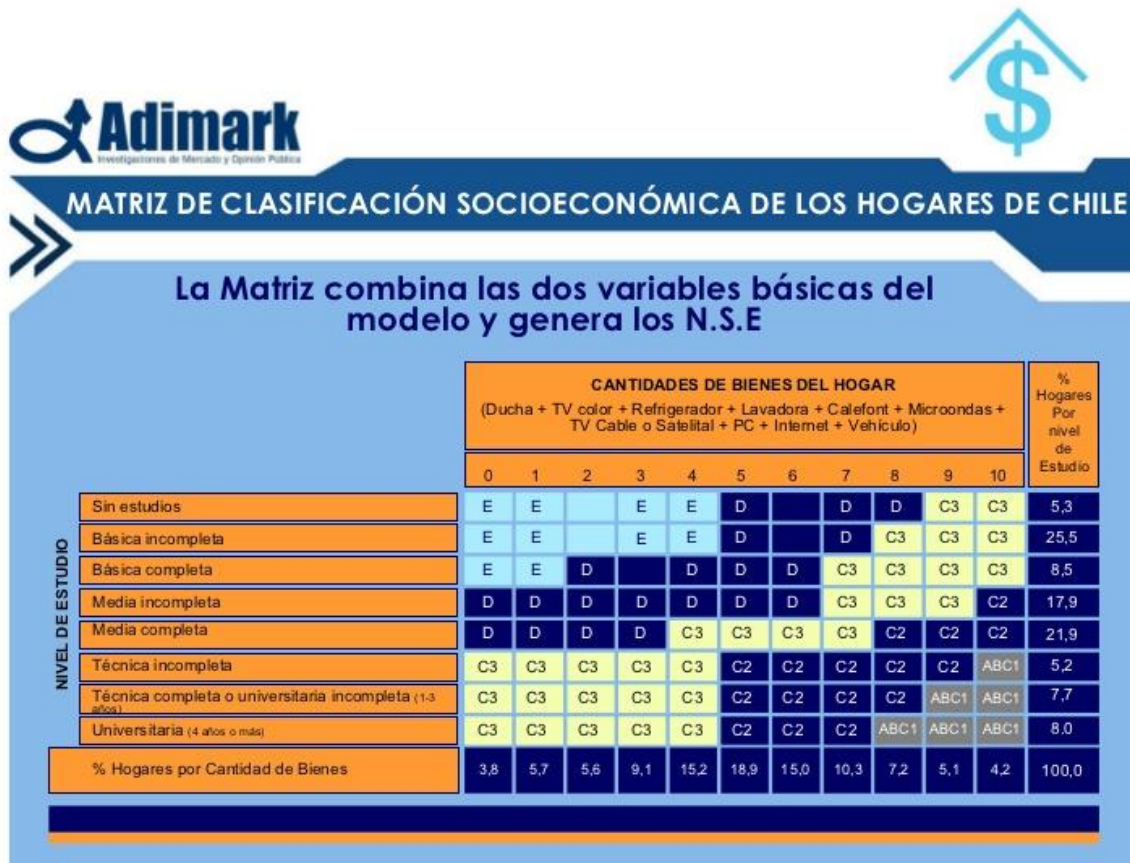 $
Adimark
Investigaciones de Mercado y Opinión Pública
MATRIZ DE CLASIFICACIÓN SOCIOECONÓMICA DE LOS HOGARES DE CHILE
La Matriz combina las dos variables básicas del
modelo y genera los N.S.E
CANTIDADES DE BIENES DEL HOGAR
(Ducha + TV color + Refrigerador + Lavadora + Calefont + Microondas +
TV Cable o Satelital + PC + Internet + Vehículo)
%
Hogares
Por
nivel
de
Estudio
0 1 2 3 4 5 6 7 8 9 10
NIVEL DE ESTUDIO
Sin estudios E E E E D D D C3 C3 5,3
Básica incompleta E E E E D D C3 C3 C3 25,5
Básica completa E E D D D D C3 C3 C3 C3 8,5
Media incompleta D D D D D D D C3 C3 C3 C2 17,9
Media completa D D D D C3 C3 C3 C3 C2 C2 C2 21,9
Técnica incompleta C3 C3 C3 C3 C3 C2 C2 C2 C2 C2 ABC1 5,2
Técnica completa o universitaria incompleta (1-3
años) C3 C3 C3 C3 C3 C2 C2 C2 C2 ABC1 ABC1 7,7
Universitaria (4 años o más) C3 C3 C3 C3 C3 C2 C2 C2 ABC1 ABC1 ABC1 8.0
% Hogares por Cantidad de Bienes 3,8 5,7 5,6 9,1 15,2 18,9 15,0 10,3 7,2 5,1 4,2 100,0